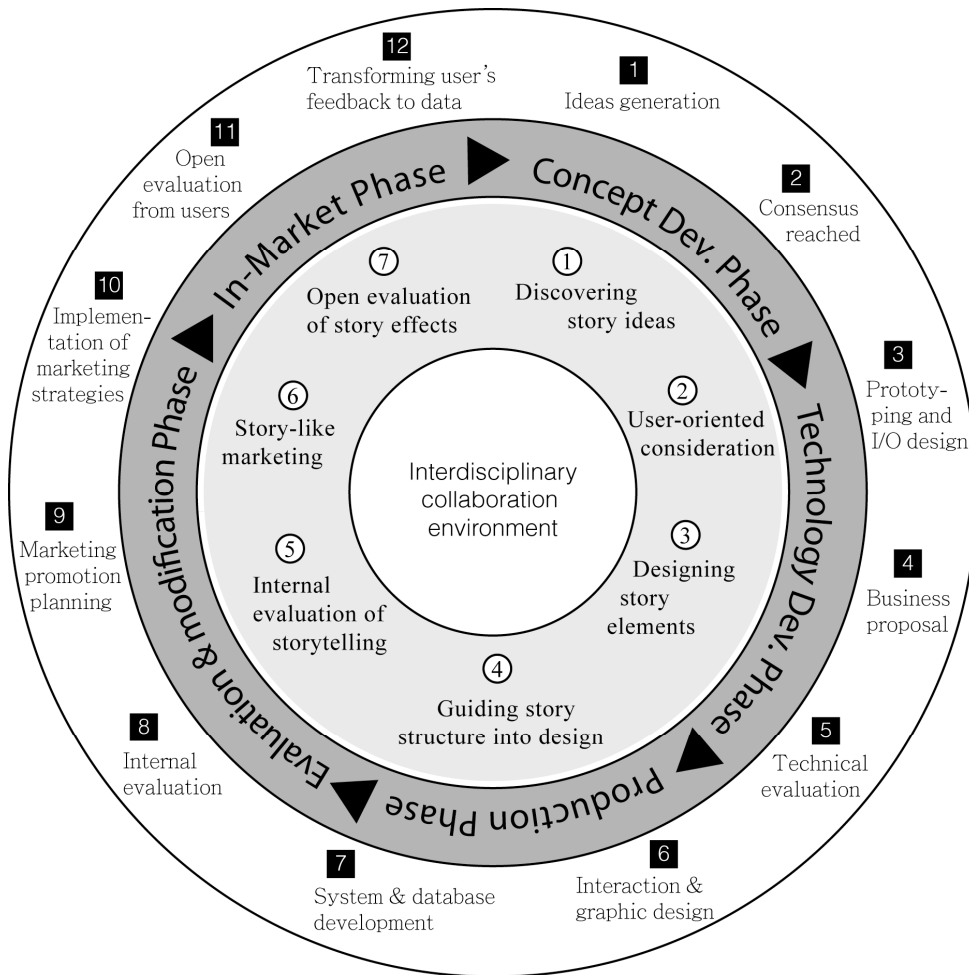 12
Transforming user's
feedback to data
1
Ideas generation
2
Consensus
reached
3
Prototy-
ping and
I/O design
4
Business
proposal
5
Technical
evaluation
6
Interaction &
graphic design
7
System & database
development
8
Internal
evaluation
9
Marketing
promotion
planning
10
Implemen-
tation of
marketing
strategies
11
Open
evaluation
from users
Concept Dev. Phase
Technology Dev. Phase
Production Phase
Evaluation & modification Phase
In-Market Phase
1
Discovering
story ideas
2
User-oriented
consideration
3
Designing
story
elements
4
Guiding story
structure into design
5
Internal
evaluation of
storytelling
6
Story-like
marketing
7
Open evaluation
of story effects
Interdisciplinary
collaboration
environment